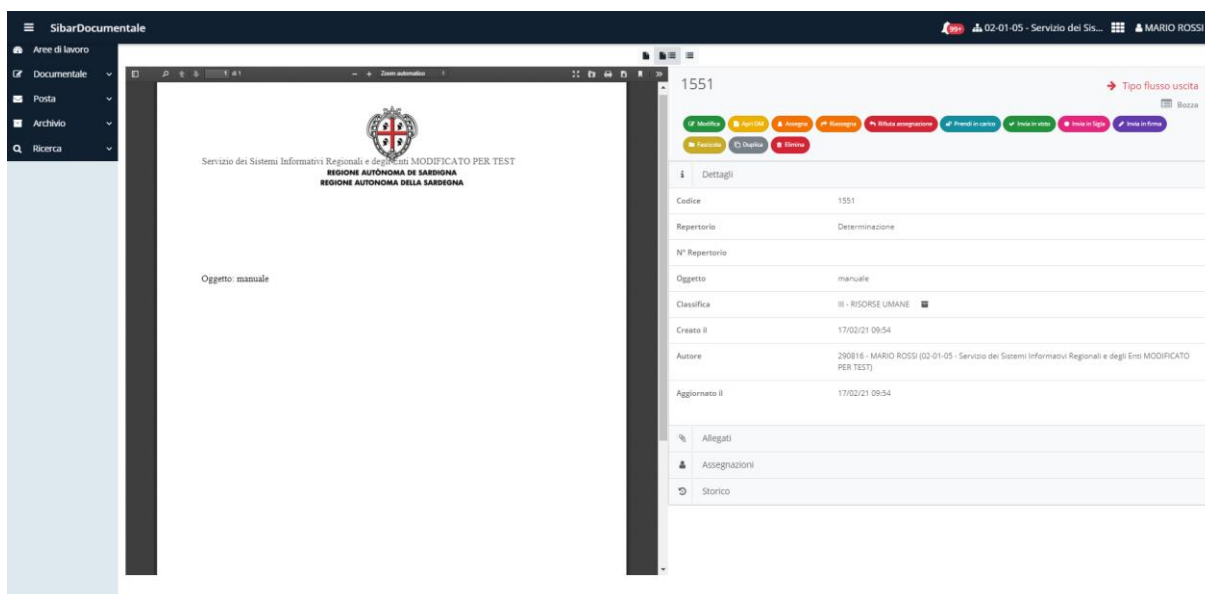 SibarDocumentale
99+ 02-01-05 - Servizio dei Sis... MARIO ROSSI
Aree di lavoro
Documentale
Posta
Archivio
Ricerca
1 di 1
Zoom automatico
Servizio dei Sistemi Informativi Regionali e degli Enti MODIFICATO PER TEST
REGIONE AUTÒNOMA DE SARDIGNA
REGIONE AUTONOMA DELLA SARDEGNA
Oggetto: manuale
1551
Tipo flusso uscita
Bozza
Modifica Apri DM Assegna Riassegna Rifiuta assegnazione Prendi in carico Invia in visto Invia in Sigla Invia in firma
Fascicola Duplica Elimina
Dettagli
Codice 1551
Repertorio Determinazione
N° Repertorio
Oggetto manuale
Classifica III - RISORSE UMANE
Creato il 17/02/21 09:54
Autore 290816 - MARIO ROSSI (02-01-05 - Servizio dei Sistemi Informativi Regionali e degli Enti MODIFICATO
PER TEST)
Aggiornato il 17/02/21 09:54
Allegati
Assegnazioni
Storico